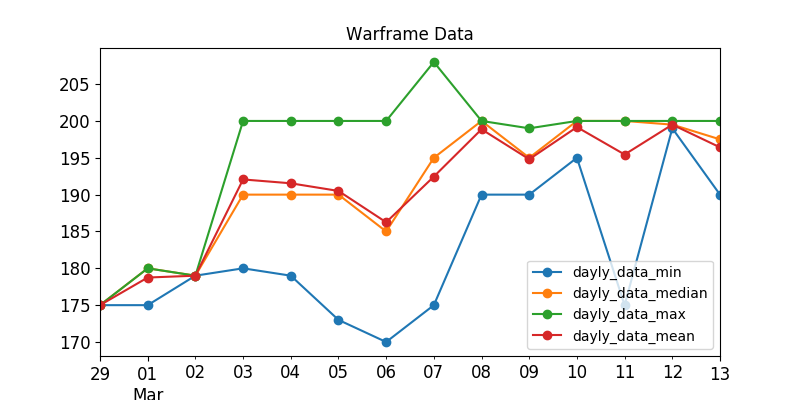 Warframe Data
205
200
195
190
185
180
175
170
29 01 02 03 04 05 06 07 08 09 10 11 12 13
Mar
dayly_data_min
dayly_data_median
dayly_data_max
dayly_data_mean